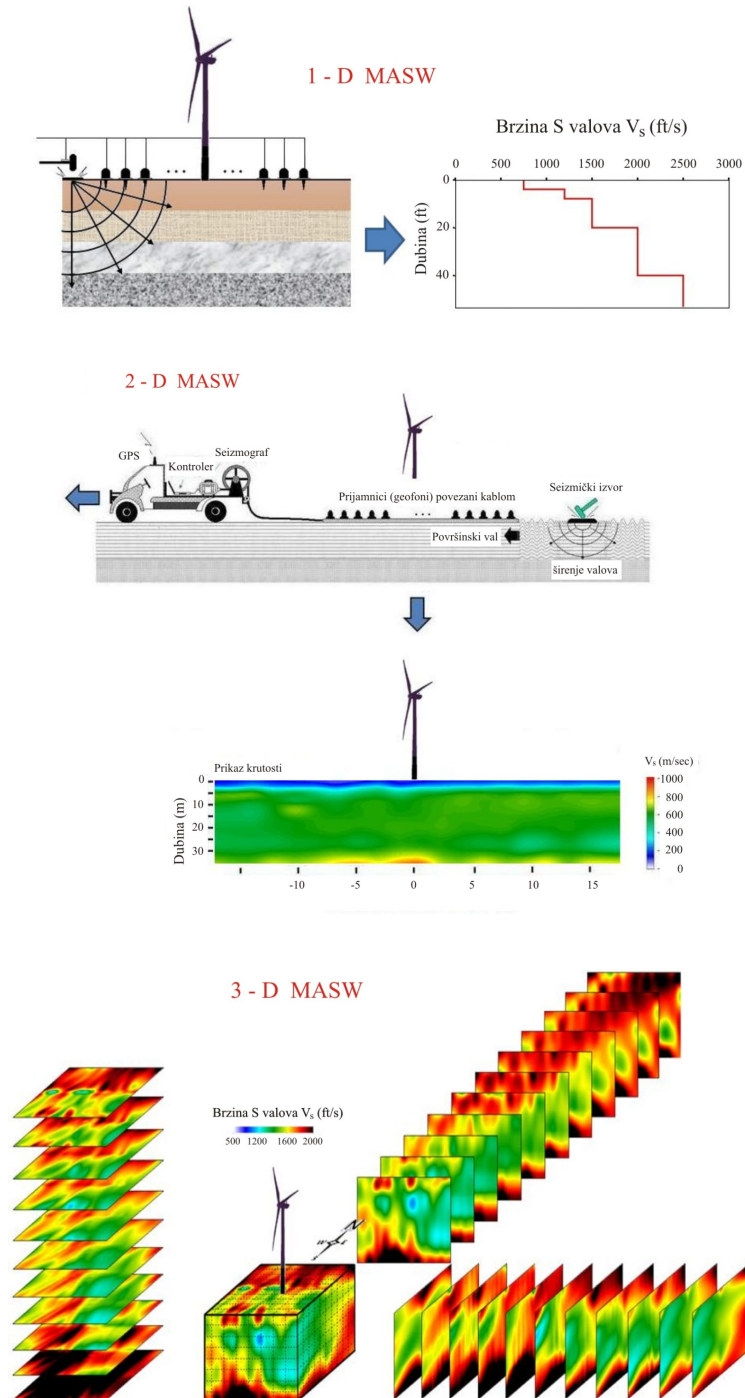 1 - D MASW
Brzina S valova Vs (ft/s)
0 500 1000 1500 2000 2500 3000
0
20
40
Dubina (ft)
2 - D MASW
GPS
Kontroler
Seizmograf
Prijamnici (geofoni) povezani kablom
Seizmički izvor
Površinski val
širenje valova
Prikaz krutosti
Vs (m/sec)
0
10
20
30
Dubina (m)
-10 -5 0 5 10 15
1000
800
600
400
200
0
3 - D MASW
Brzina S valova Vs (ft/s)
500 1200 1600 2000
N
W E
S